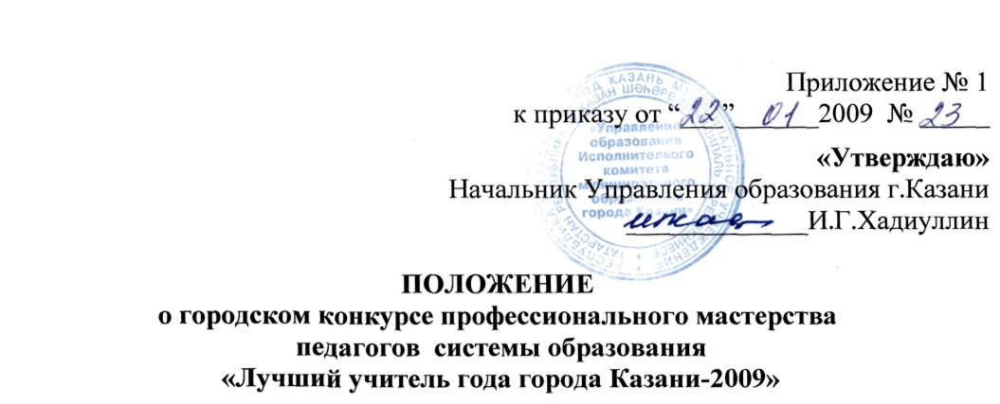 Приложение № 1
к приказу от “22” 01 2009 № 23
«Утверждаю»
Начальник Управления образования г.Казани
И.Г.Хадиуллин
«Управление
образования
Исполнительного
комитета
муниципального
образования
города Казани»
ПОЛОЖЕНИЕ
о городском конкурсе профессионального мастерства
педагогов системы образования
«Лучший учитель года города Казани-2009»